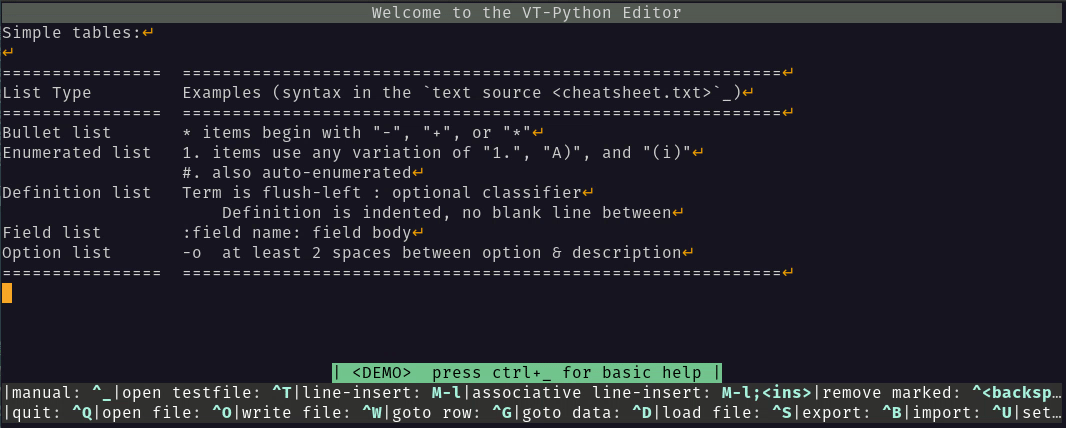 Welcome to the VT-Python Editor
Simple tables:↵
↵
================  ============================================================↵
List Type         Examples (syntax in the `text source <cheatsheet.txt>`_)↵
================  ============================================================↵
Bullet list       * items begin with "-", "+", or "*"↵
Enumerated list   1. items use any variation of "1.", "A)", and "(i)"↵
                  #. also auto-enumerated↵
Definition list   Term is flush-left : optional classifier↵
                      Definition is indented, no blank line between↵
Field list        :field name: field body↵
Option list       -o  at least 2 spaces between option & description↵
================  ============================================================↵
| <DEMO>  press ctrl+_ for basic help |
|manual: ^_|open testfile: ^T|line-insert: M-l|associative line-insert: M-l;<ins>|remove marked: ^<backsp…
|quit: ^Q|open file: ^O|write file: ^W|goto row: ^G|goto data: ^D|load file: ^S|export: ^B|import: ^U|set…